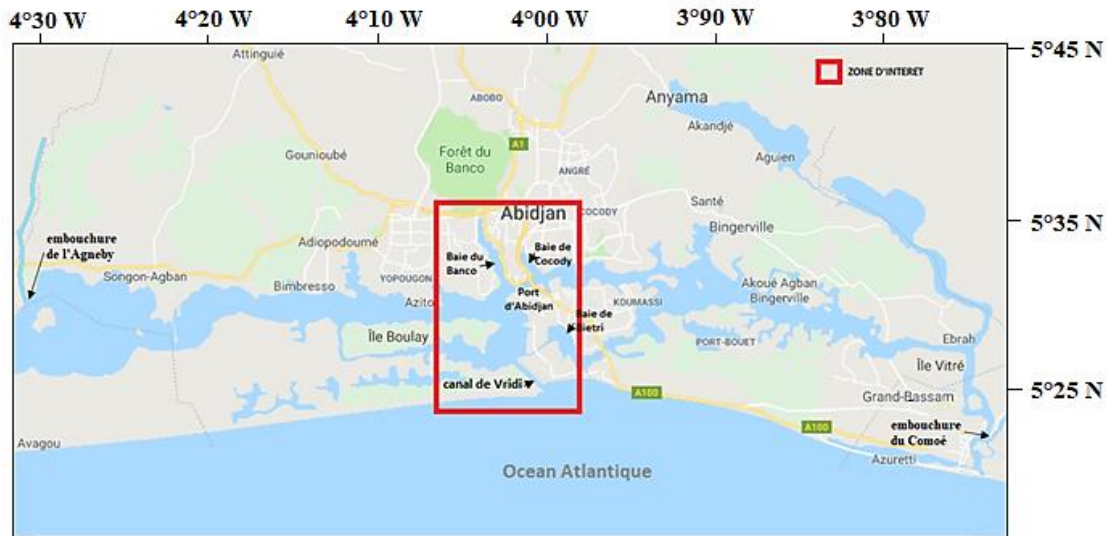 4°30 W 4°20 W 4°10 W 4°00 W 3°90 W 3°80 W
5°45 N
ZONE D'INTERET
Attinguié
ABOBO
Anyama
Akandjé
A1
Gounioubé
Forêt du
Banco
Aguien
ANGRÉ
Santé
Abidjan
COCODY
5°35 N
Bingerville
embouchure
de l'Agneby
Adiopodoumé
Baie du
Banco
Baie de
Cocody
Songon-Agban
Bimbresso
YOPOUGON
Akoué Agban
Bingerville
Port
d'Abidjan
Azito
KOUMASSI
Baie de
Bietri
Île Boulay
PORT-BOUET
Ebrah
Île Vitré
canal de Vridi
5°25 N
A100
Grand-Bassam
A100
embouchure
du Comoé
Avagou
Azuretti
Ocean Atlantique